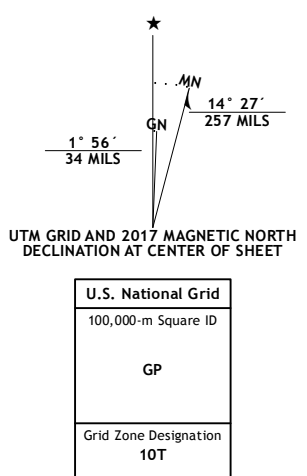 ★
MN
GN
14° 27´
257 MILS
1° 56´
34 MILS
UTM GRID AND 2017 MAGNETIC NORTH
DECLINATION AT CENTER OF SHEET
U.S. National Grid
100,000-m Square ID
GP
Grid Zone Designation
10T